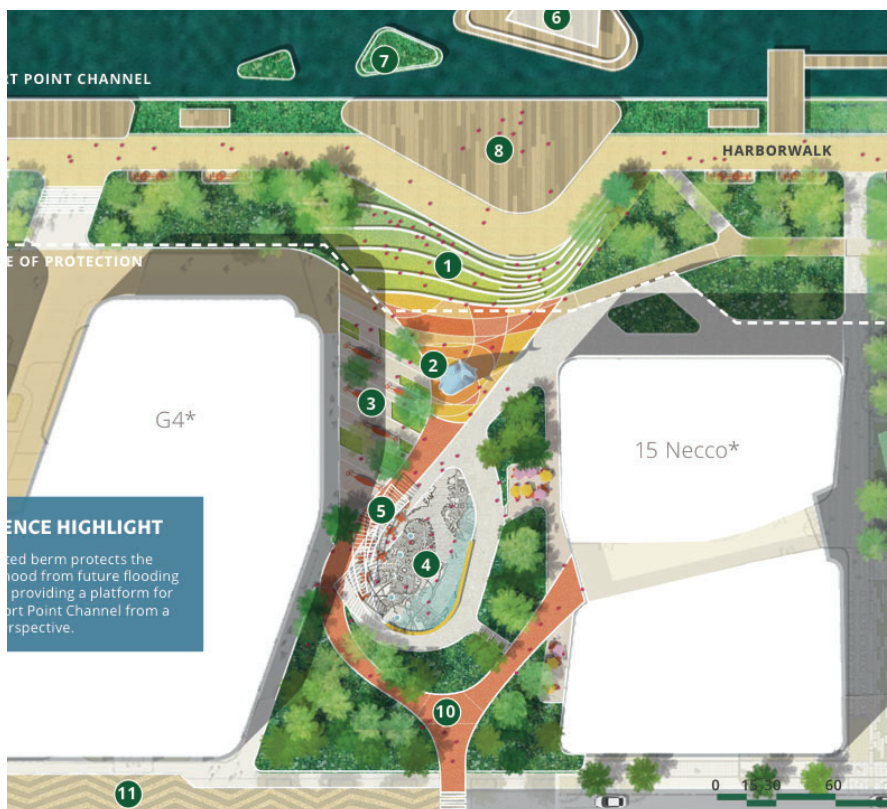 6
7
RT POINT CHANNEL
8
HARBORWALK
1
E OF PROTECTION
2
3
G4*
15 Necco*
5
ENCE HIGHLIGHT
4
ted berm protects the
hood from future flooding
providing a platform for
ort Point Channel from a
rspective.
10
11
0 15 30 60